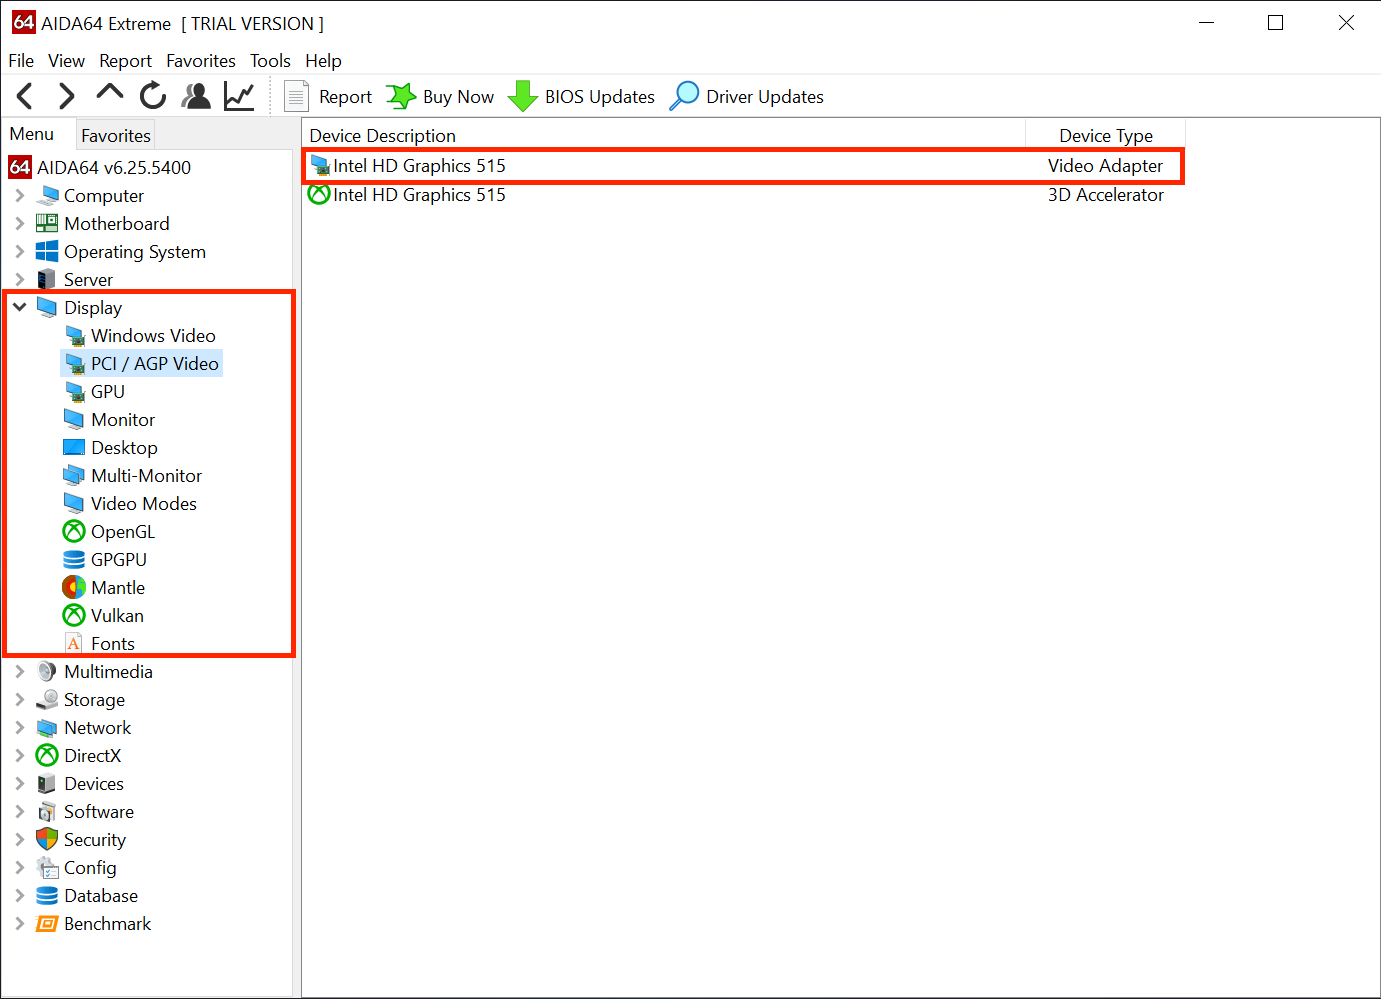 64 AIDA64 Extreme [ TRIAL VERSION ]
File View Report Favorites Tools Help
Report Buy Now BIOS Updates Driver Updates
Menu Favorites
Device Description Device Type
64 AIDA64 v6.25.5400
Intel HD Graphics 515 Video Adapter
Intel HD Graphics 515 3D Accelerator
Computer
Motherboard
Operating System
Server
Display
Windows Video
PCI / AGP Video
GPU
Monitor
Desktop
Multi-Monitor
Video Modes
OpenGL
GPGPU
Mantle
Vulkan
A Fonts
Multimedia
Storage
Network
DirectX
Devices
Software
Security
Config
Database
Benchmark